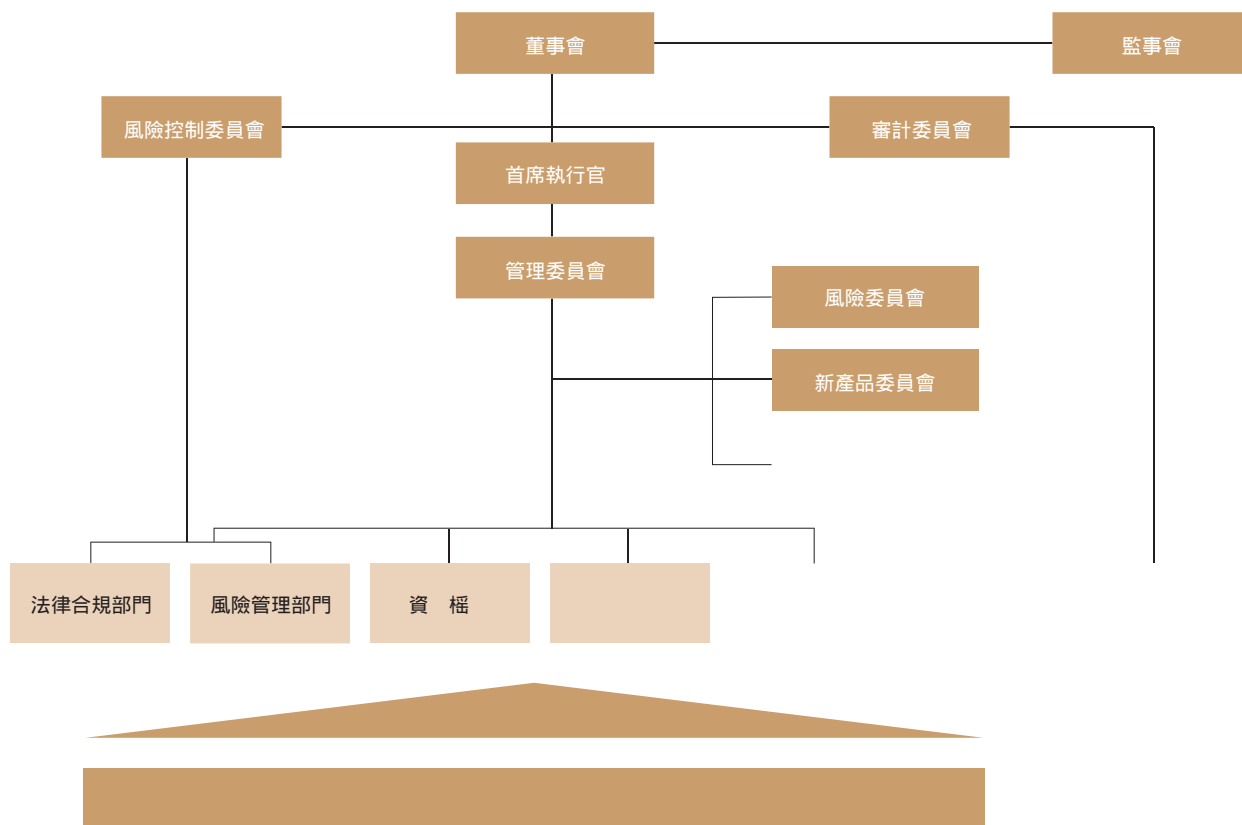 董事會
監事會
風險控制委員會
審計委員會
首席執行官
管理委員會
風險委員會
新產品委員會
法律合規部門
風險管理部門
資 榣